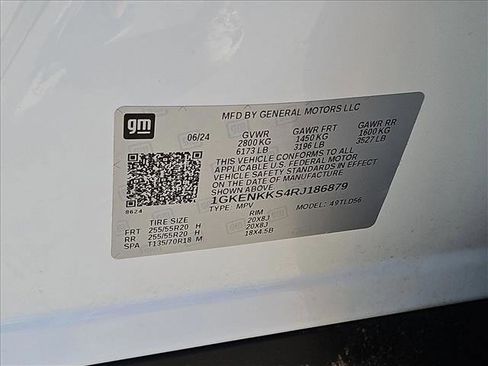 gm
MFD BY GENERAL MOTORS LLC
06/24 GVWR GAWR FRT GAWR RR
2800 KG 1450 KG 1600 KG
6173 LB 3196 LB 3527 LB
THIS VEHICLE CONFORMS TO ALL
APPLICABLE U.S. FEDERAL MOTOR
VEHICLE SAFETY STANDARDS IN EFFECT
ON THE DATE OF MANUFACTURE
SHOWN ABOVE.
1GKENKKS4RJ186879
8624
TYPE: MPV MODEL: 49TLD56
TIRE SIZE RIM
FRT 255/55R20 H 20X8J
RR 255/55R20 H 20X8J
SPA T135/70R18 M 18X4.5B